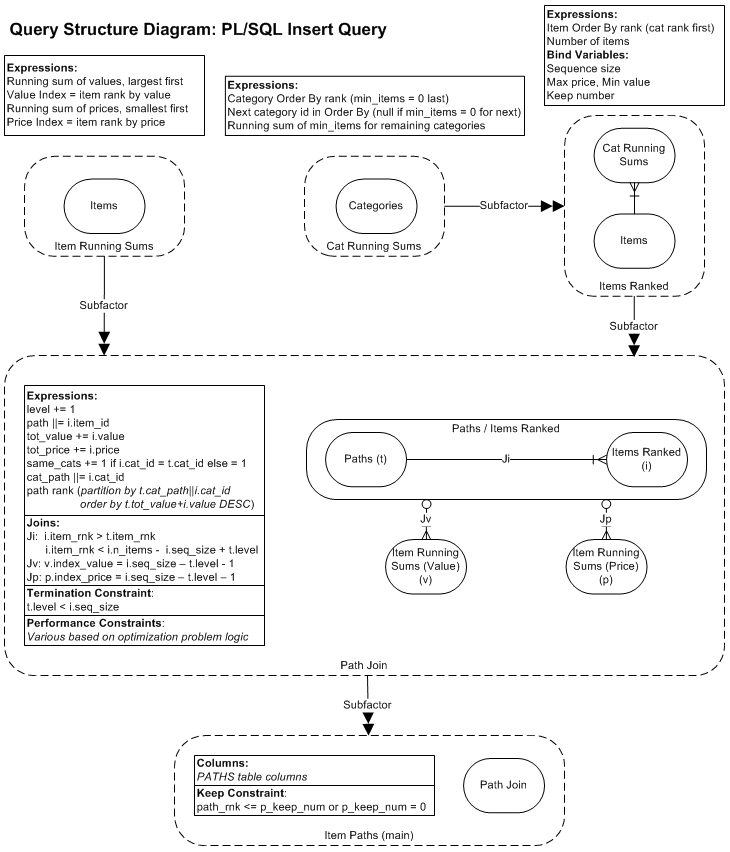 Query Structure Diagram: PL/SQL Insert Query
Expressions:
Item Order By rank (cat rank first)
Number of items
Bind Variables:
Sequence size
Max price, Min value
Keep number
Expressions:
Running sum of values, largest first
Value Index = item rank by value
Running sum of prices, smallest first
Price Index = item rank by price
Expressions:
Category Order By rank (min_items = 0 last)
Next category id in Order By (null if min_items = 0 for next)
Running sum of min_items for remaining categories
Items
Item Running Sums
Categories
Cat Running Sums
Subfactor
Cat Running
Sums
Items
Items Ranked
Subfactor
Subfactor
Expressions:
level += 1
path ||= i.item_id
tot_value += i.value
tot_price += i.price
same_cats += 1 if i.cat_id = t.cat_id else = 1
cat_path ||= i.cat_id
path rank (partition by t.cat_path||i.cat_id
order by t.tot_value+i.value DESC)
Joins:
Ji: i.item_rnk > t.item_rnk
i.item_rnk < i.n_items - i.seq_size + t.level
Jv: v.index_value = i.seq_size – t.level - 1
Jp: p.index_price = i.seq_size – t.level – 1
Termination Constraint:
t.level < i.seq_size
Performance Constraints:
Various based on optimization problem logic
Paths / Items Ranked
Paths (t)
Ji
Items Ranked
(i)
Jv
Jp
Item Running
Sums (Value)
(v)
Item Running
Sums (Price)
(p)
Path Join
Subfactor
Columns:
PATHS table columns
Keep Constraint:
path_rnk <= p_keep_num or p_keep_num = 0
Path Join
Item Paths (main)